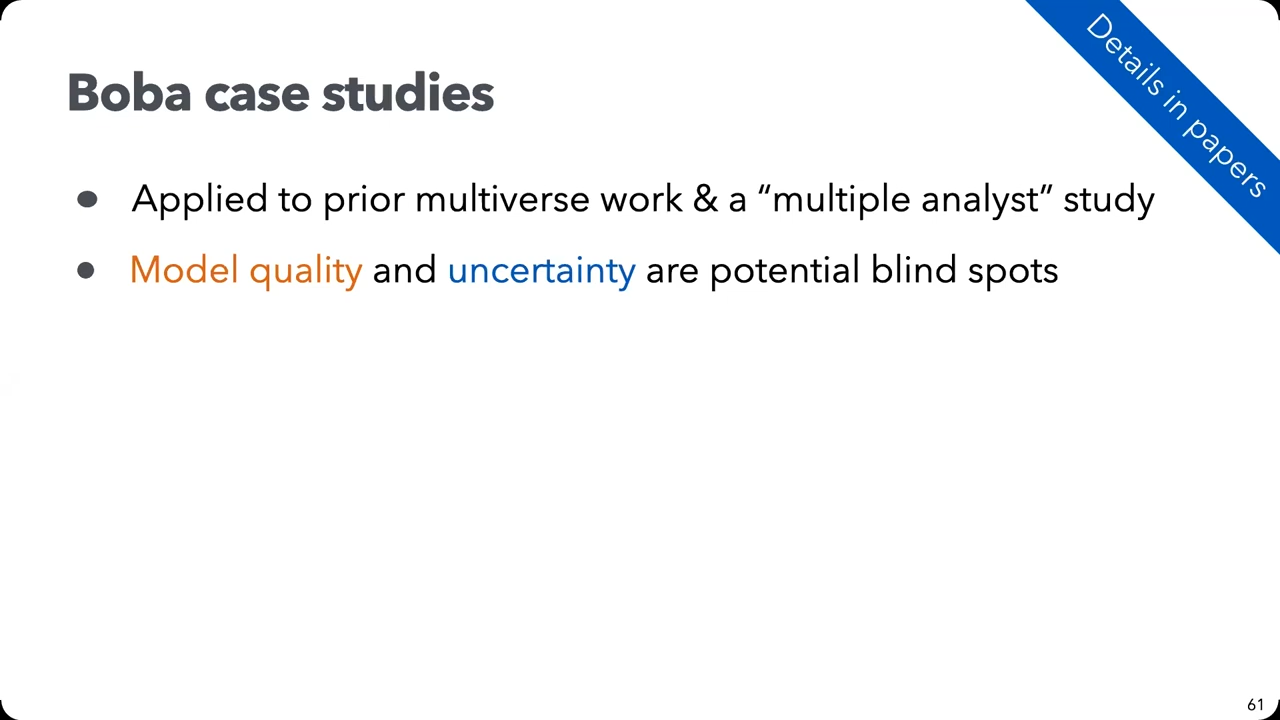 Boba case studies
Details in papers
● Applied to prior multiverse work & a “multiple analyst” study
● Model quality and uncertainty are potential blind spots
61